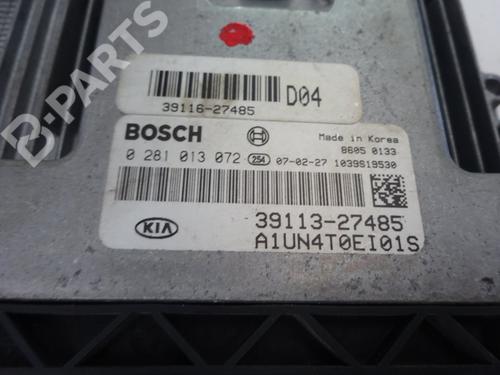 B-PARTS
39116-27485 D04
BOSCH
Made in Korea
8605 0133
0 281 013 072 254 07-02-27 1039S19530
KIA
39113-27485
A1UN4T0EI01S